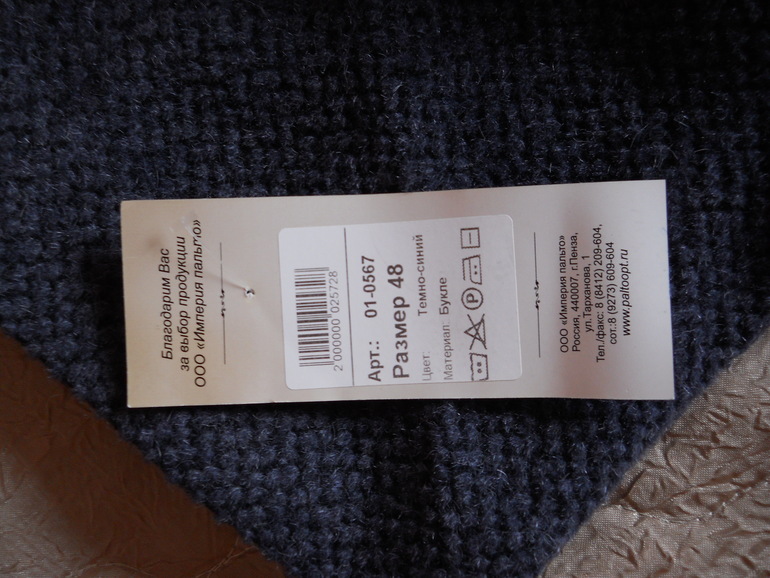 Благодарим Вас
за выбор продукции
ООО «Империя пальто»
2 000000 025728
Арт.: 01-0567
Размер 48
Цвет: Темно-синий
Материал: Букле
ООО «Империя пальто»
Россия, 440007, г.Пенза,
ул.Тарханова, 1
Тел./факс: 8 (8412) 209-604,
сот.:8 (9273) 609-604
www.paltoopt.ru